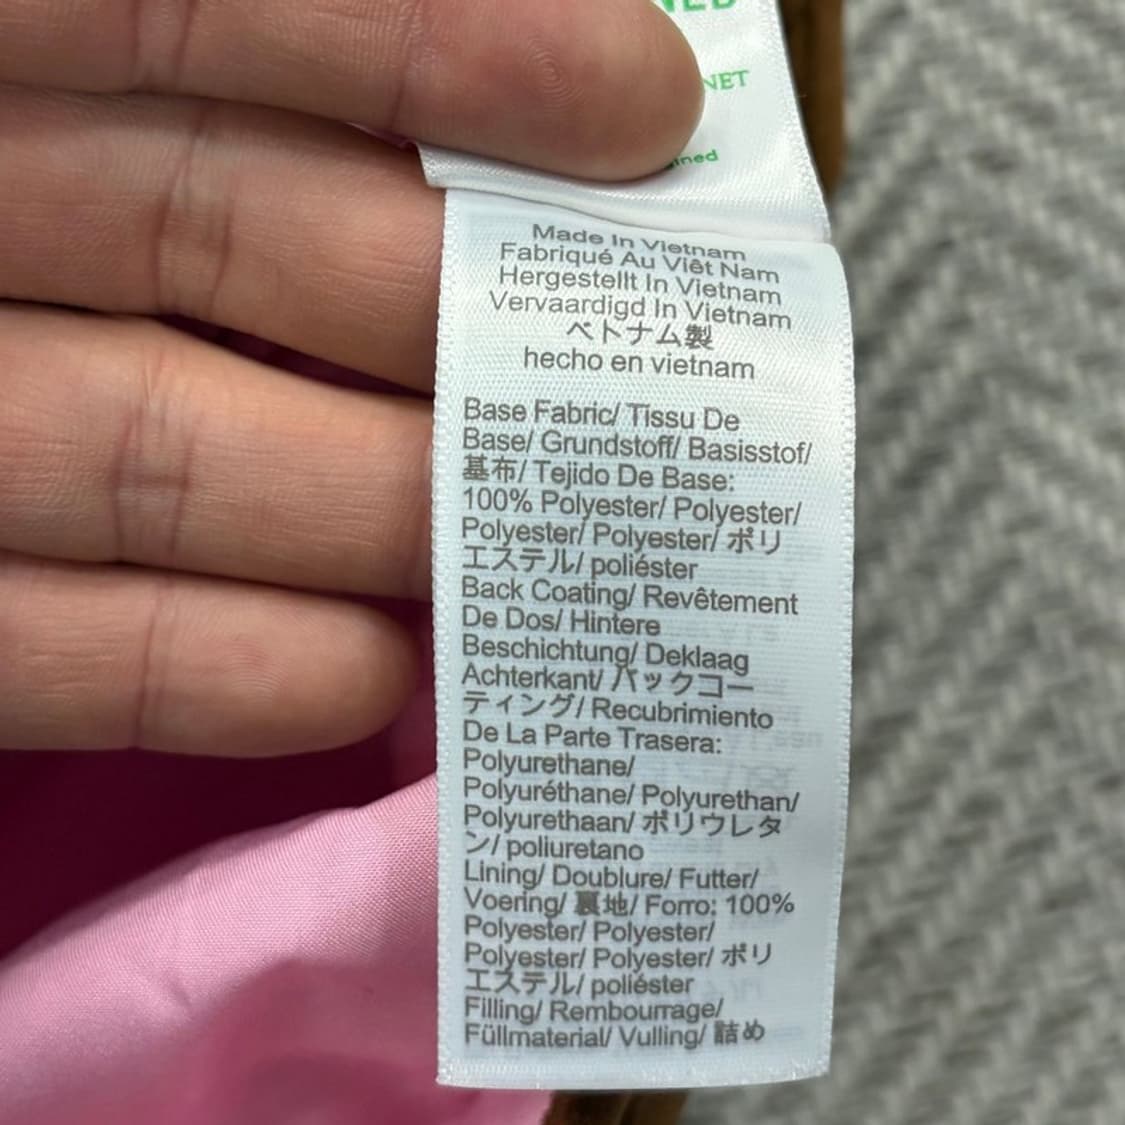 NET
Made In Vietnam
Fabriqué Au Viêt Nam
Hergestellt In Vietnam
Vervaardigd In Vietnam
ベトナム製
hecho en vietnam
Base Fabric/ Tissu De
Base/ Grundstoff/ Basisstof/
基布/ Tejido De Base:
100% Polyester/ Polyester/
Polyester/ Polyester/ ポリ
エステル/ poliéster
Back Coating/ Revêtement
De Dos/ Hintere
Beschichtung/ Deklaag
Achterkant/ バックコー
ティング/ Recubrimiento
De La Parte Trasera:
Polyurethane/
Polyuréthane/ Polyurethan/
Polyurethaan/ ポリウレタ
ン/ poliuretano
Lining/ Doublure/ Futter/
Voering/ 裏地/ Forro: 100%
Polyester/ Polyester/
Polyester/ Polyester/ ポリ
エステル/ poliéster
Filling/ Rembourrage/
Füllmaterial/ Vulling/ 詰め